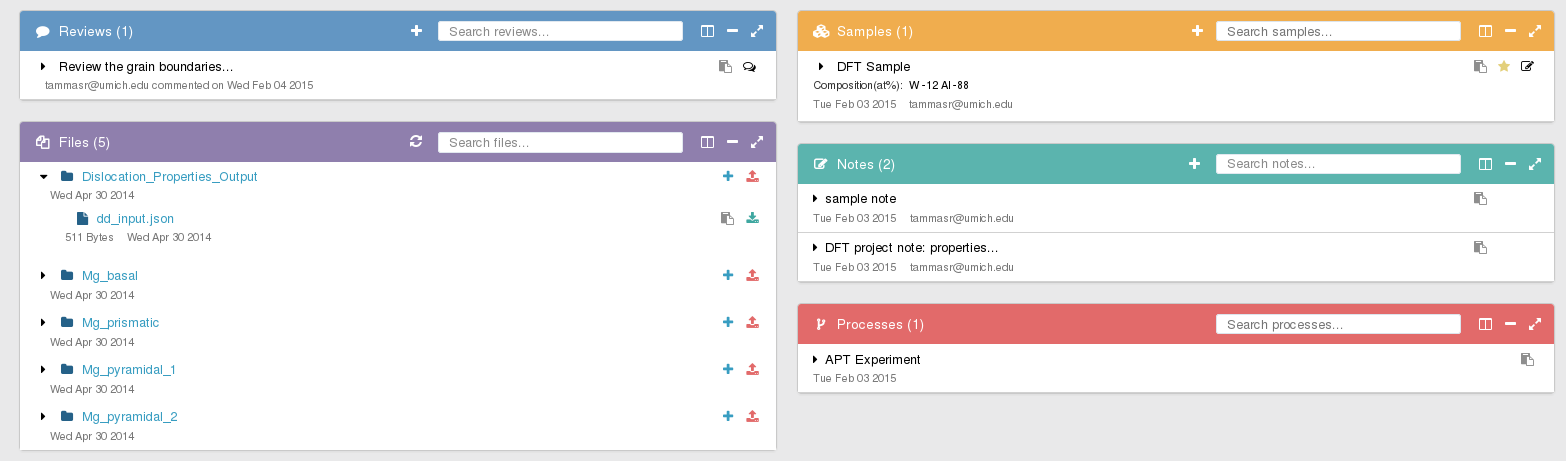 Reviews (1)
Search reviews...
Review the grain boundaries...
tammasr@umich.edu commented on Wed Feb 04 2015
Files (5)
Search files...
Dislocation_Properties_Output
Wed Apr 30 2014
dd_input.json
511 Bytes Wed Apr 30 2014
Mg_basal
Wed Apr 30 2014
Mg_prismatic
Wed Apr 30 2014
Mg_pyramidal_1
Wed Apr 30 2014
Mg_pyramidal_2
Wed Apr 30 2014
Samples (1)
Search samples...
DFT Sample
Composition(at%): W -12 Al -88
Tue Feb 03 2015 tammasr@umich.edu
Notes (2)
Search notes...
sample note
Tue Feb 03 2015 tammasr@umich.edu
DFT project note: properties...
Tue Feb 03 2015 tammasr@umich.edu
Processes (1)
Search processes...
APT Experiment
Tue Feb 03 2015